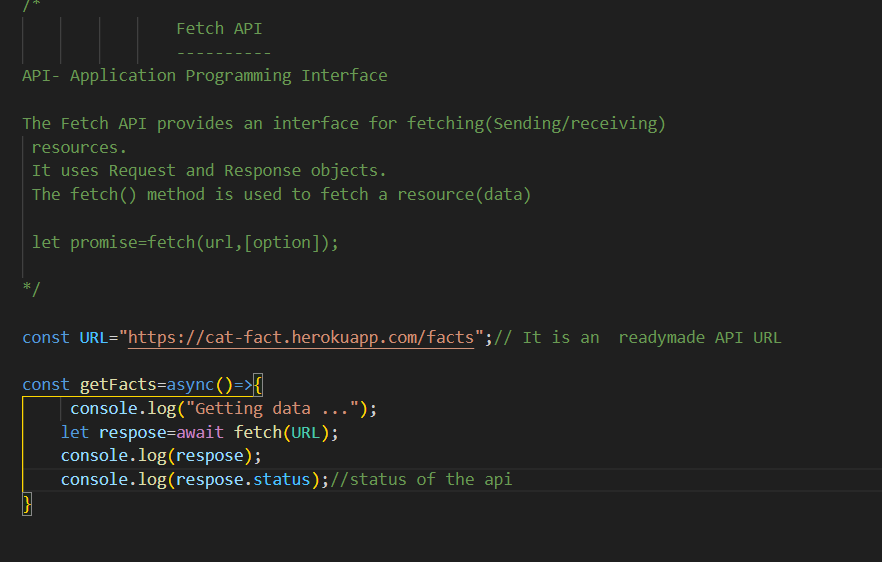 /*
Fetch API
----------
API- Application Programming Interface
The Fetch API provides an interface for fetching(Sending/receiving)
resources.
It uses Request and Response objects.
The fetch() method is used to fetch a resource(data)
let promise=fetch(url,[option]);
*/
const URL="https://cat-fact.herokuapp.com/facts";// It is an  readymade API URL
const getFacts=async()=>{
console.log("Getting data ...");
let respose=await fetch(URL);
console.log(respose);
console.log(respose.status);//status of the api
}